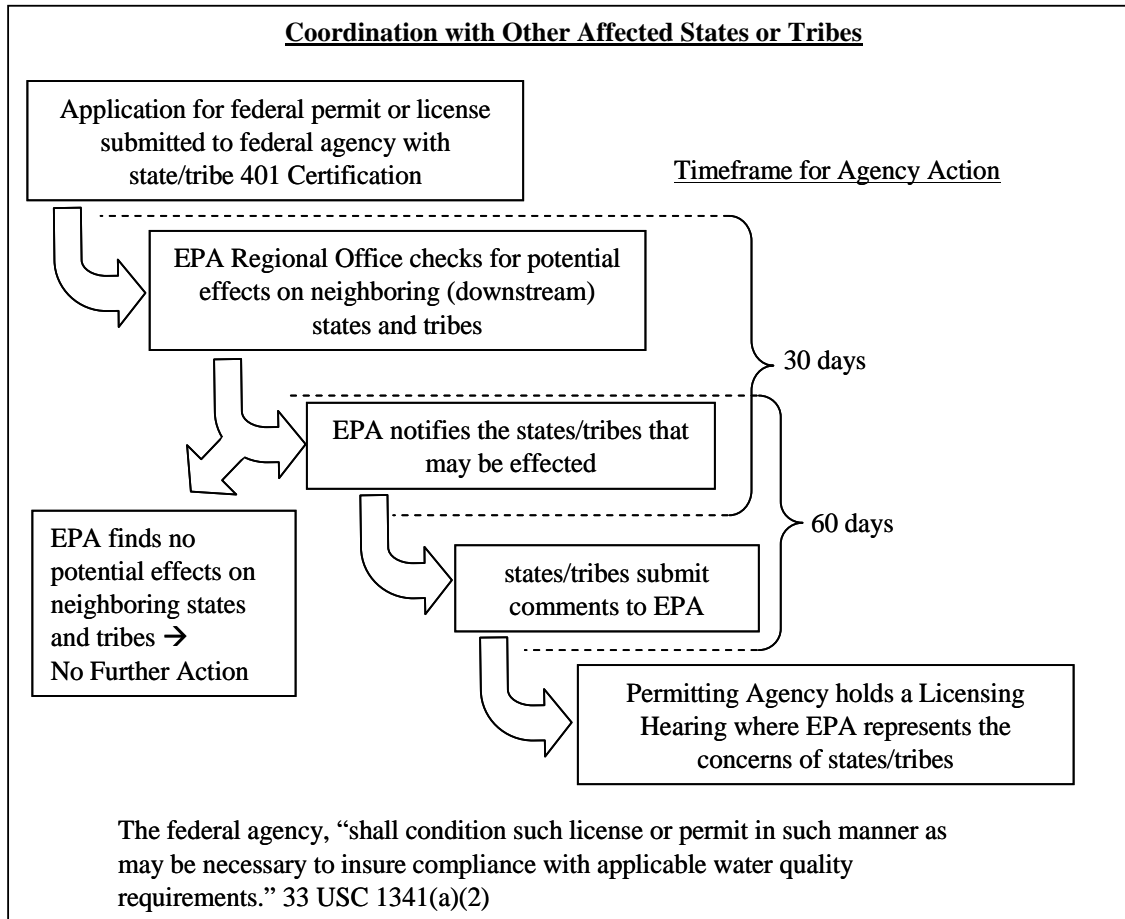 Coordination with Other Affected States or Tribes
Application for federal permit or license
submitted to federal agency with
state/tribe 401 Certification
Timeframe for Agency Action
EPA Regional Office checks for potential
effects on neighboring (downstream)
states and tribes
30 days
EPA notifies the states/tribes that
may be effected
60 days
EPA finds no
potential effects on
neighboring states
and tribes →
No Further Action
states/tribes submit
comments to EPA
Permitting Agency holds a Licensing
Hearing where EPA represents the
concerns of states/tribes
The federal agency, “shall condition such license or permit in such manner as
may be necessary to insure compliance with applicable water quality
requirements.” 33 USC 1341(a)(2)